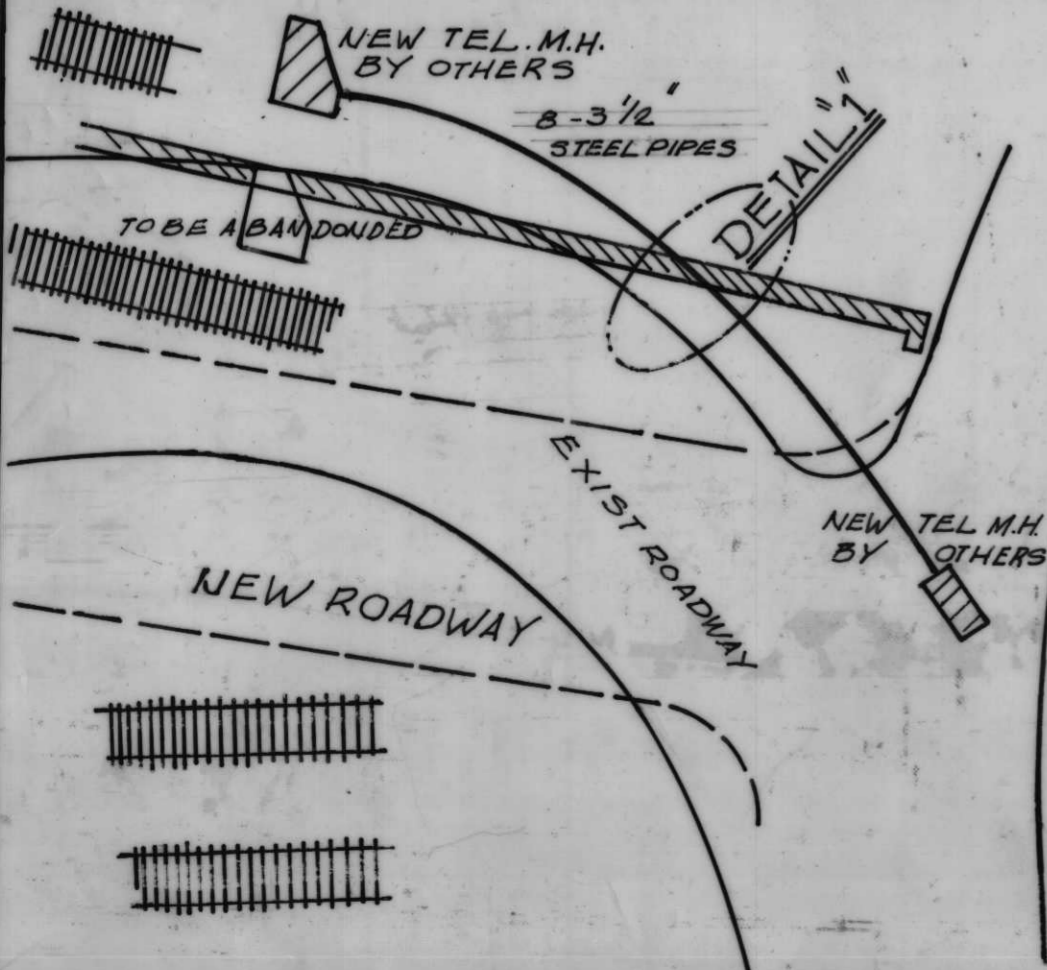 NEW TEL. M.H.
BY OTHERS
8-3 1/2"
STEEL PIPES
DETAIL "1"
TO BE ABANDONDED
EXIST ROADWAY
NEW TEL M.H.
BY OTHERS
NEW ROADWAY